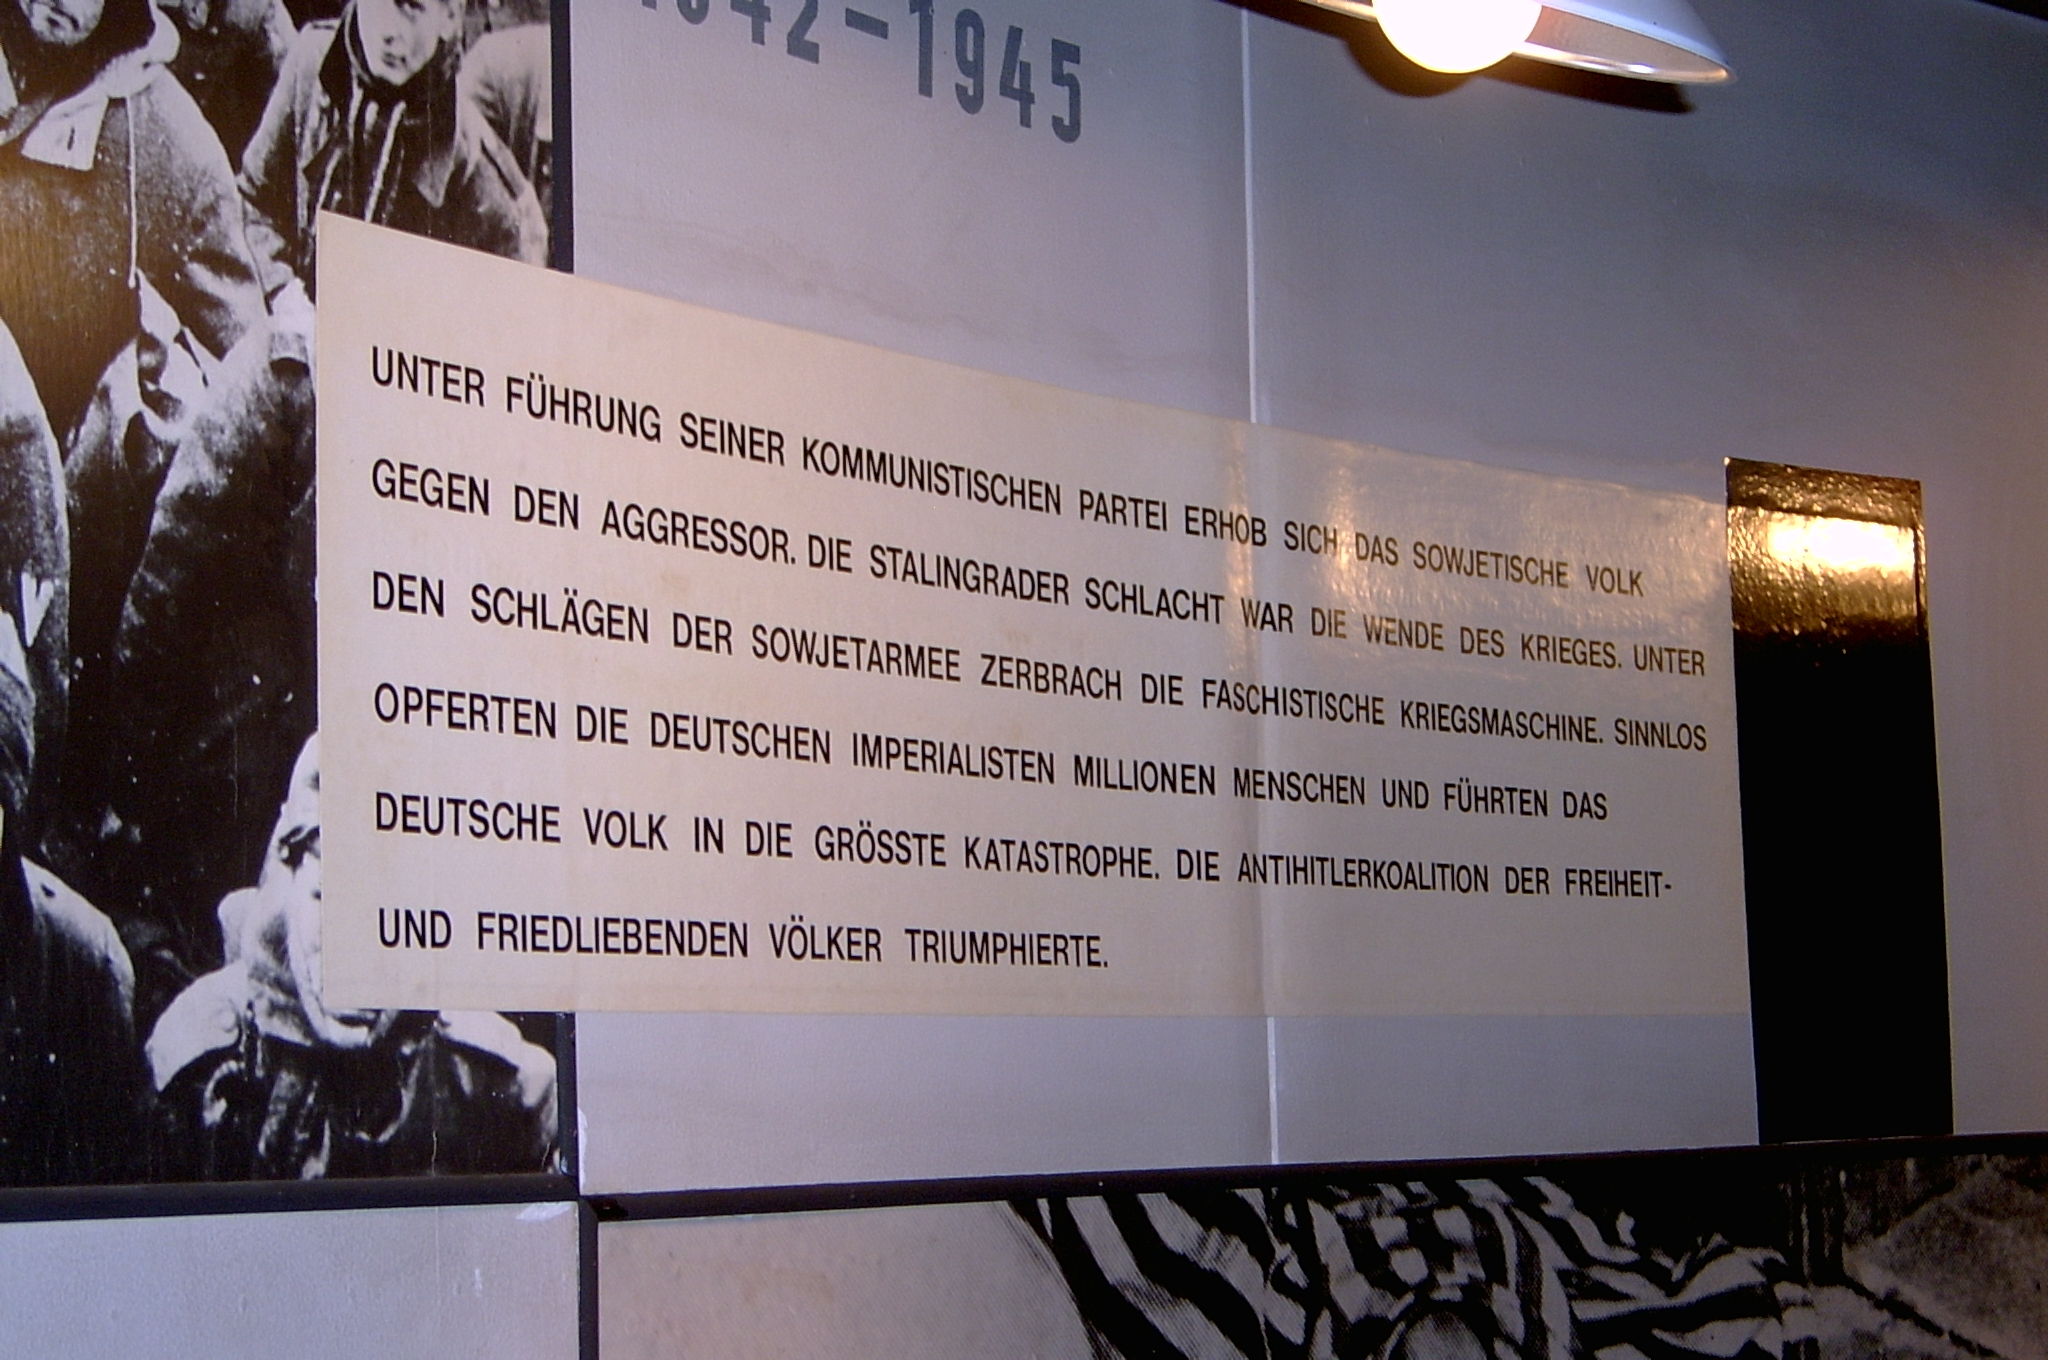 1942-1945
UNTER FÜHRUNG SEINER KOMMUNISTISCHEN PARTEI ERHOB SICH DAS SOWJETISCHE VOLK
GEGEN DEN AGGRESSOR. DIE STALINGRADER SCHLACHT WAR DIE WENDE DES KRIEGES. UNTER
DEN SCHLÄGEN DER SOWJETARMEE ZERBRACH DIE FASCHISTISCHE KRIEGSMASCHINE. SINNLOS
OPFERTEN DIE DEUTSCHEN IMPERIALISTEN MILLIONEN MENSCHEN UND FÜHRTEN DAS
DEUTSCHE VOLK IN DIE GRÖSSTE KATASTROPHE. DIE ANTIHITLERKOALITION DER FREIHEIT-
UND FRIEDLIEBENDEN VÖLKER TRIUMPHIERTE.